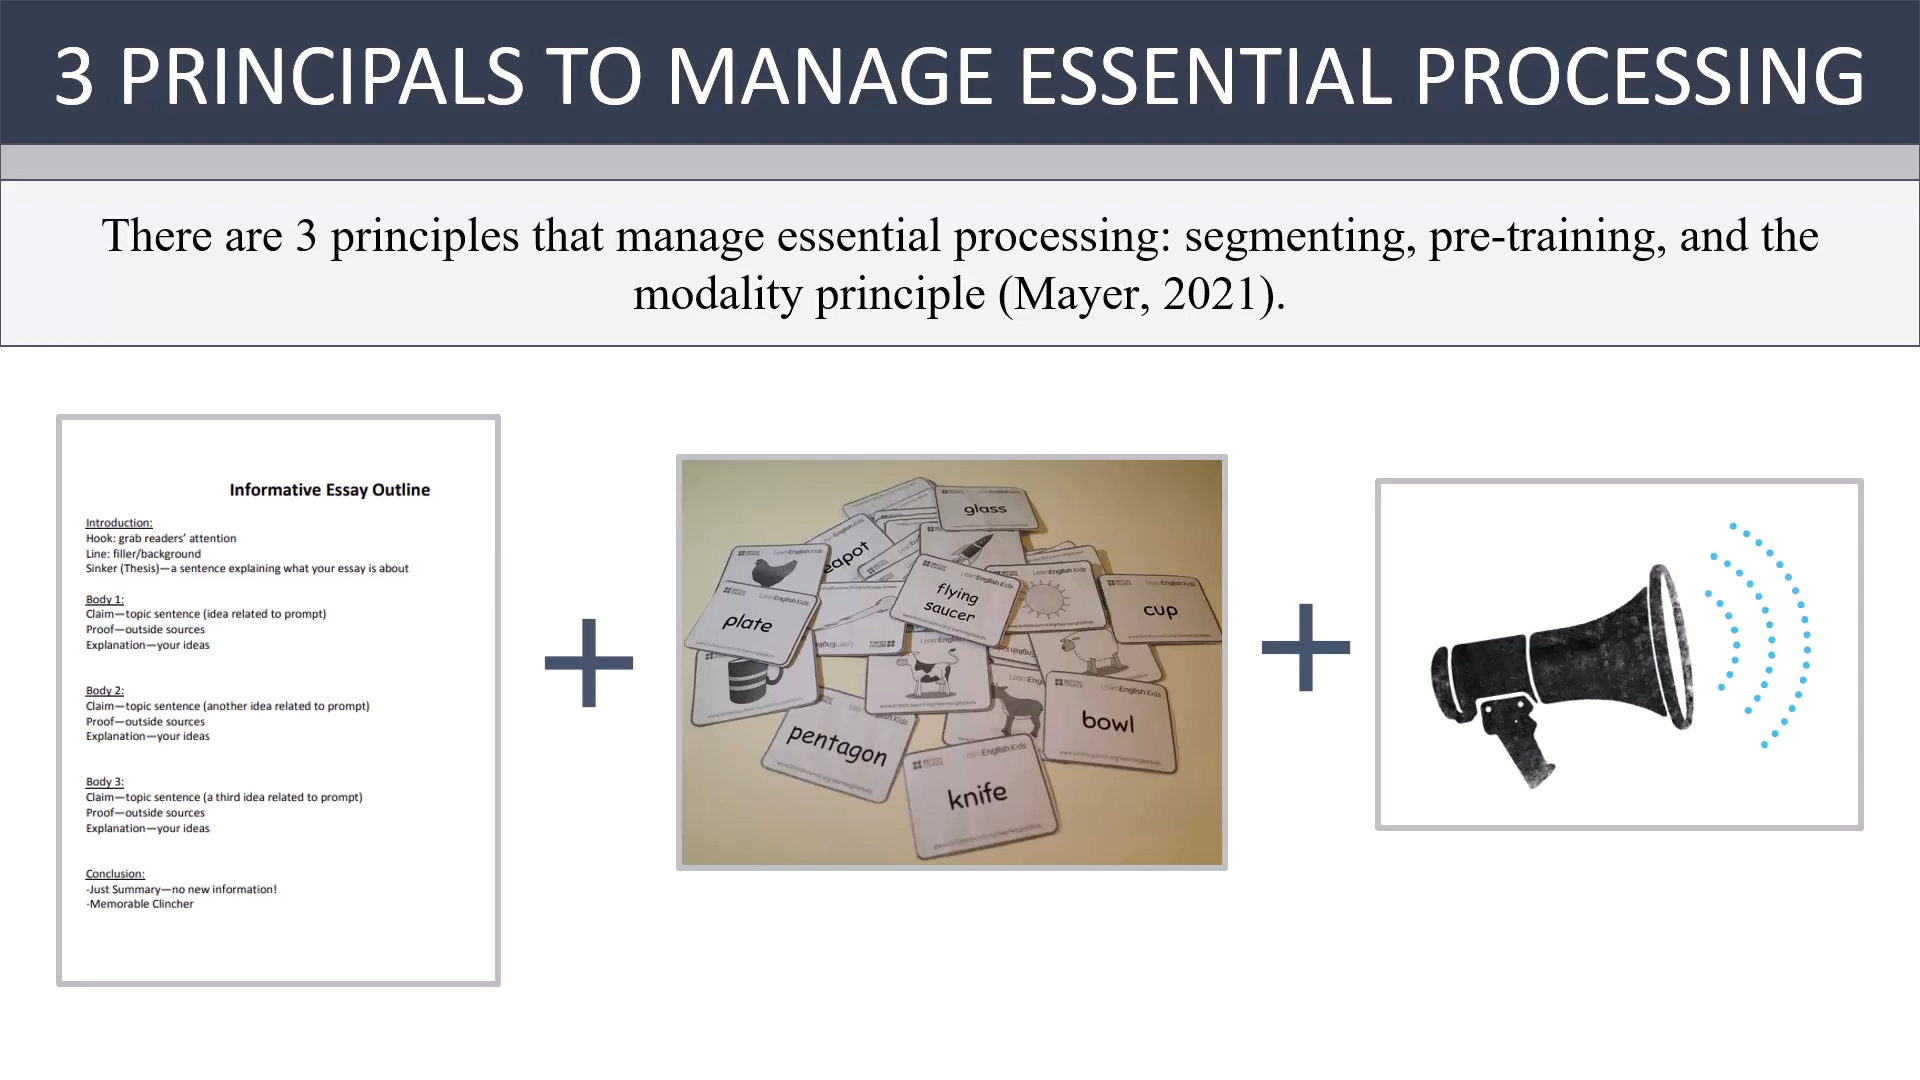 3 PRINCIPALS TO MANAGE ESSENTIAL PROCESSING
There are 3 principles that manage essential processing: segmenting, pre-training, and the
modality principle (Mayer, 2021).
Informative Essay Outline
Introduction:
Hook: grab readers’ attention
Line: filler/background
Sinker (Thesis)—a sentence explaining what your essay is about
Body 1:
Claim—topic sentence (idea related to prompt)
Proof—outside sources
Explanation—your ideas
Body 2:
Claim—topic sentence (another idea related to prompt)
Proof—outside sources
Explanation—your ideas
Body 3:
Claim—topic sentence (a third idea related to prompt)
Proof—outside sources
Explanation—your ideas
Conclusion:
-Just Summary—no new information!
-Memorable Clincher
glass
eapot
flying
saucer
plate
cup
pentagon
bowl
knife
LearnEnglish Kids